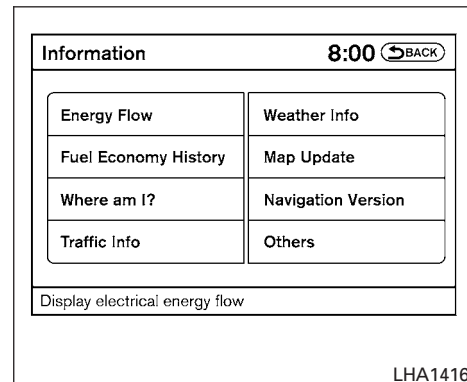 Information 8:00 BACK
Energy Flow Weather Info
Fuel Economy History Map Update
Where am I? Navigation Version
Traffic Info Others
Display electrical energy flow
LHA1416